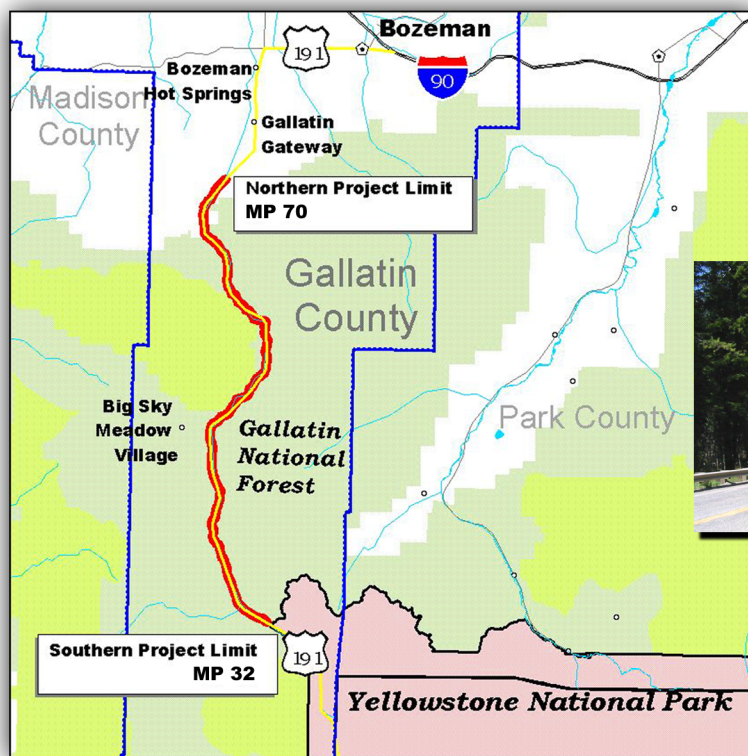 Bozeman
191
90
Bozeman
Hot Springs
Madison
County
Gallatin
Gateway
Northern Project Limit
MP 70
Gallatin
County
Big Sky
Meadow
Village
Gallatin
National
Forest
Park County
Southern Project Limit
MP 32
191
Yellowstone National Park